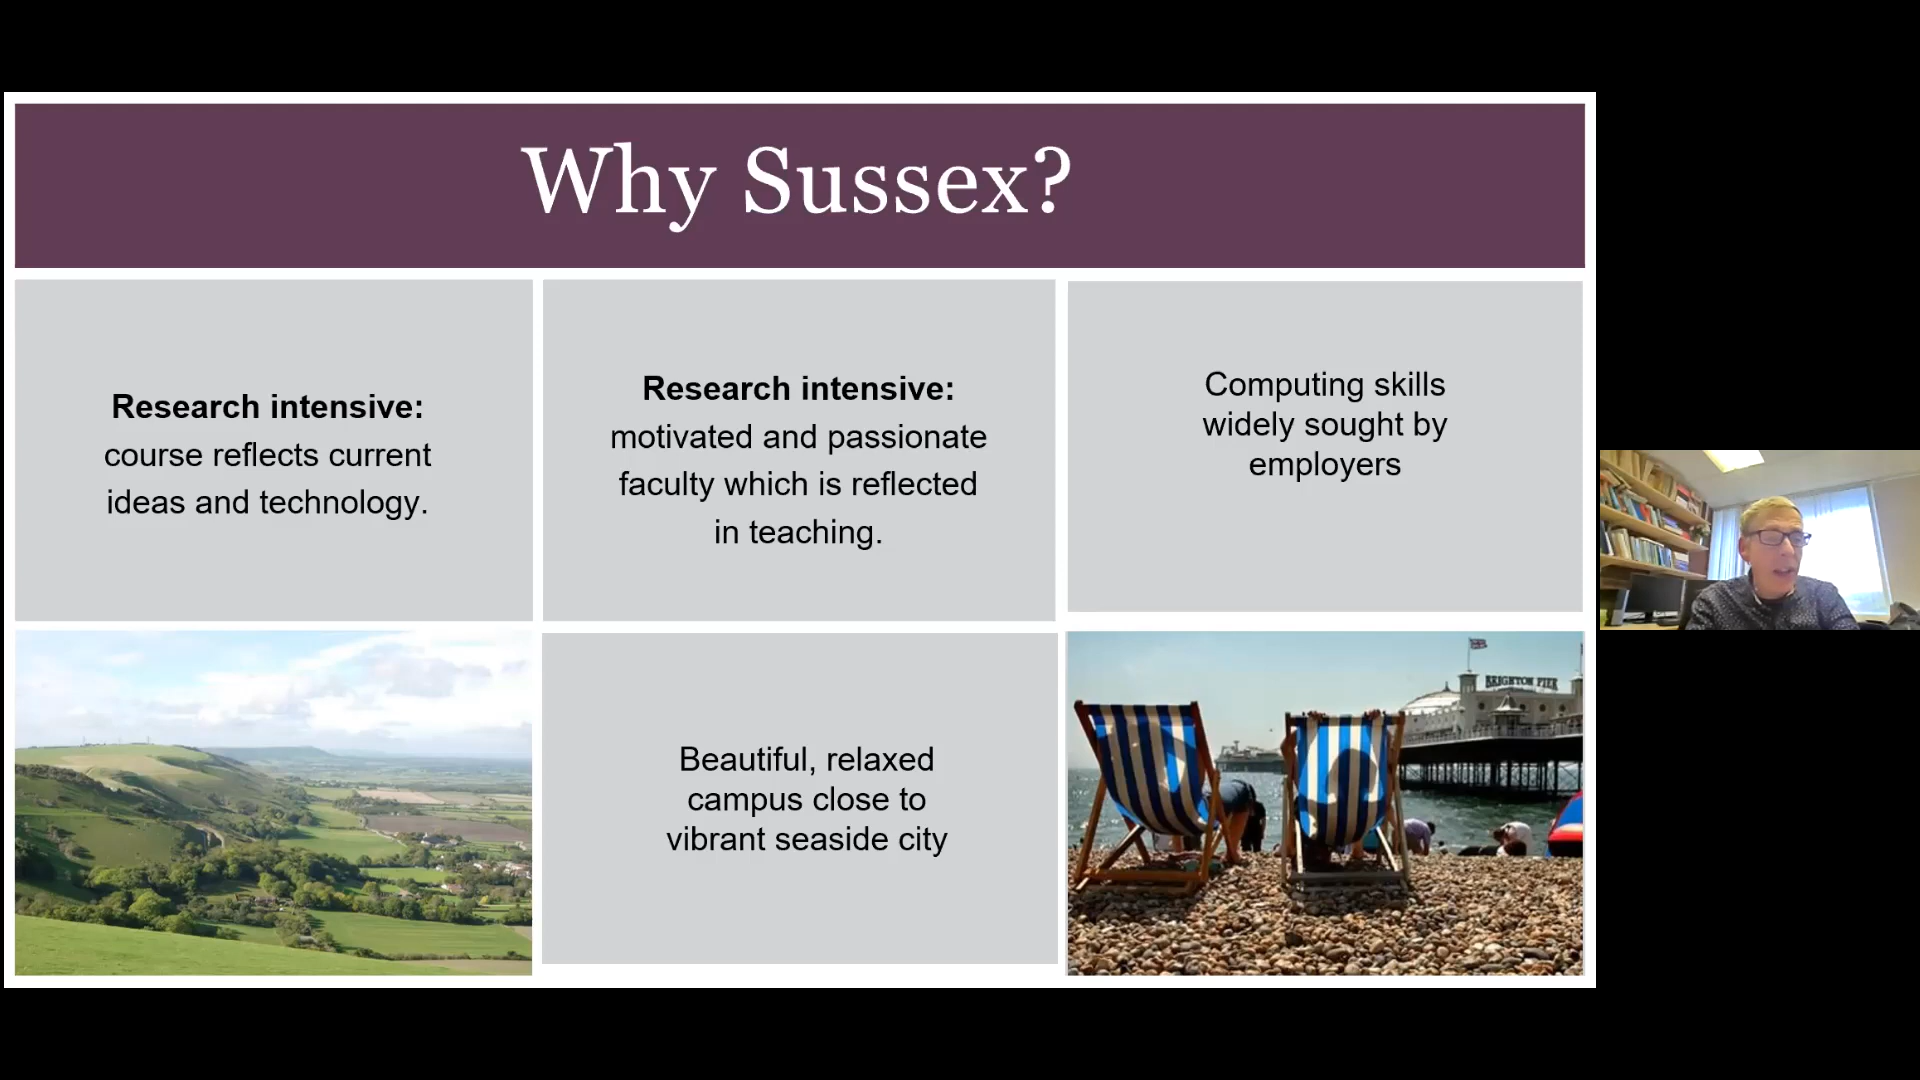 Why Sussex?
Research intensive:
course reflects current
ideas and technology.
Research intensive:
motivated and passionate
faculty which is reflected
in teaching.
Computing skills
widely sought by
employers
Beautiful, relaxed
campus close to
vibrant seaside city
BRIGHTON PIER